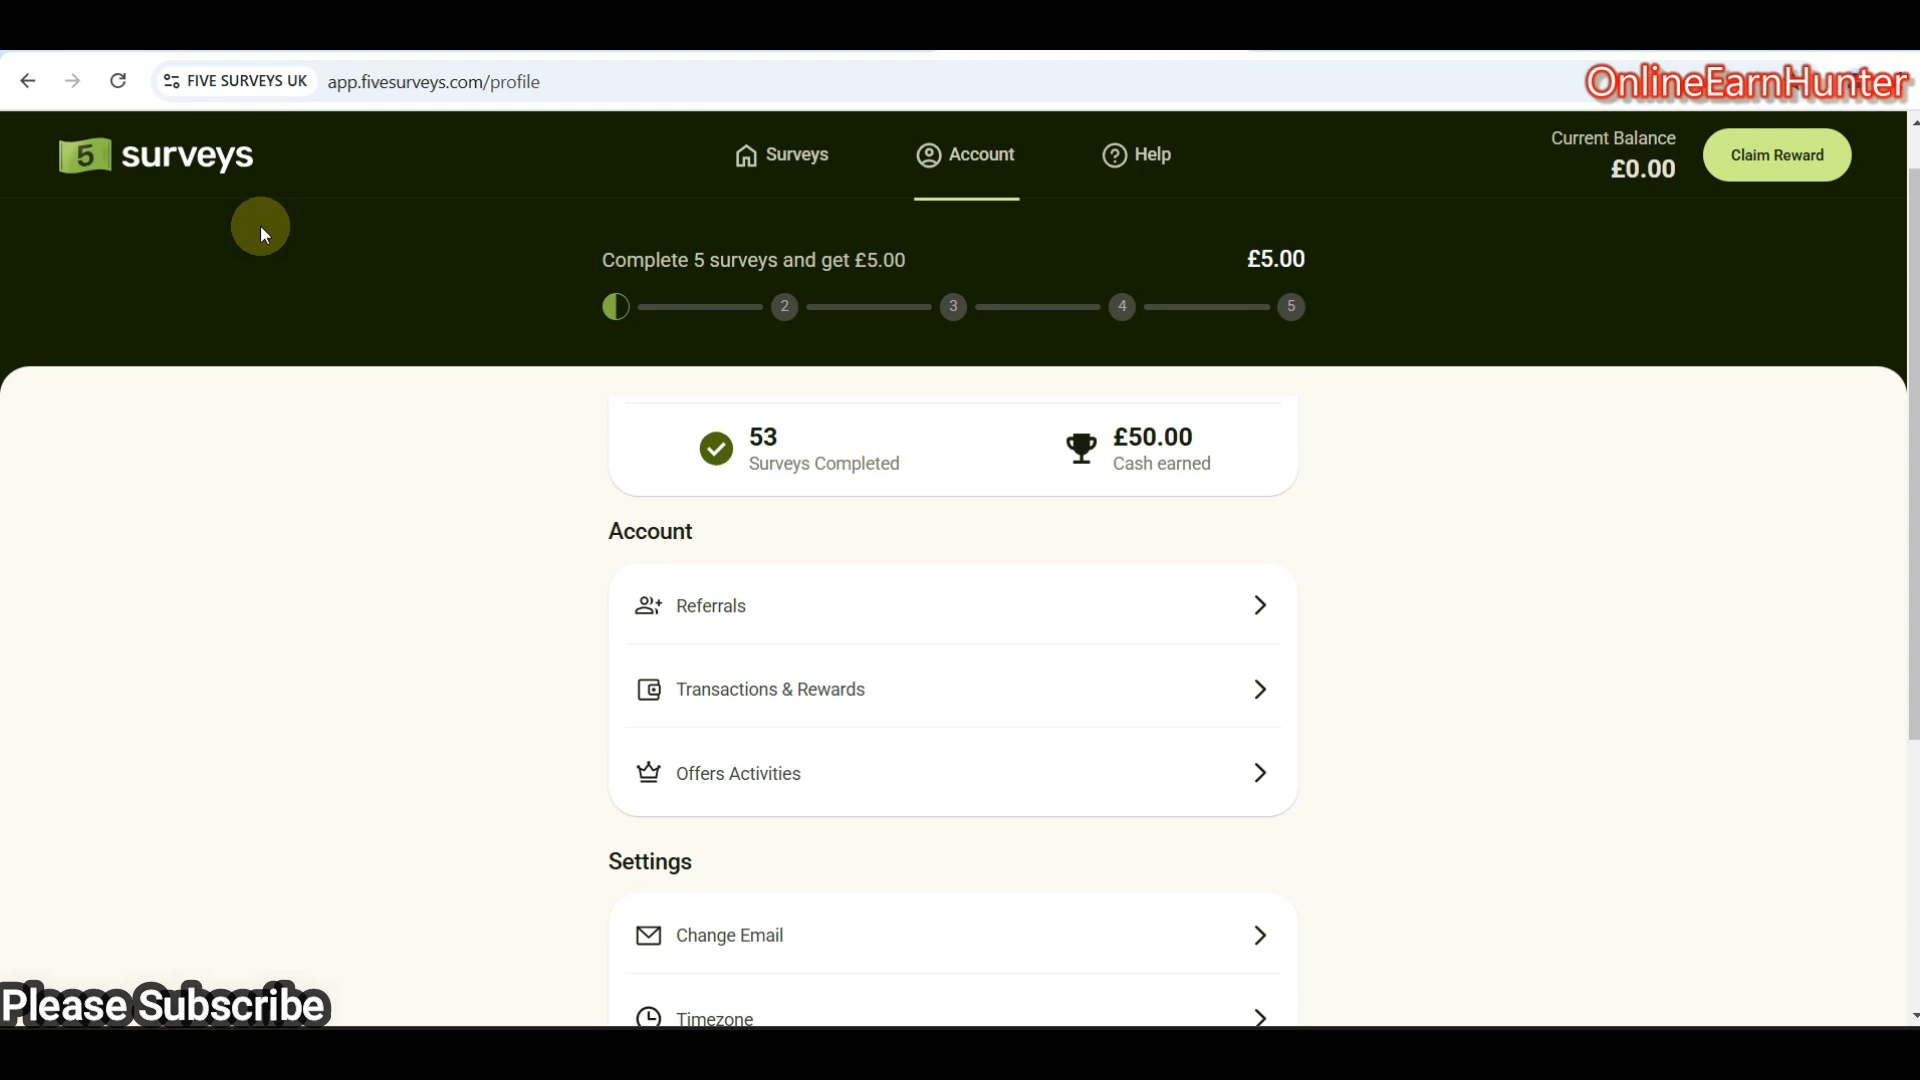 FIVE SURVEYS UK
app.fivesurveys.com/profile
OnlineEarnHunter
5 surveys
Surveys
Account
Help
Current Balance
£0.00
Claim Reward
Complete 5 surveys and get £5.00
£5.00
2
3
4
5
53
Surveys Completed
£50.00
Cash earned
Account
Referrals
Transactions & Rewards
Offers Activities
Settings
Change Email
Timezone
Please Subscribe